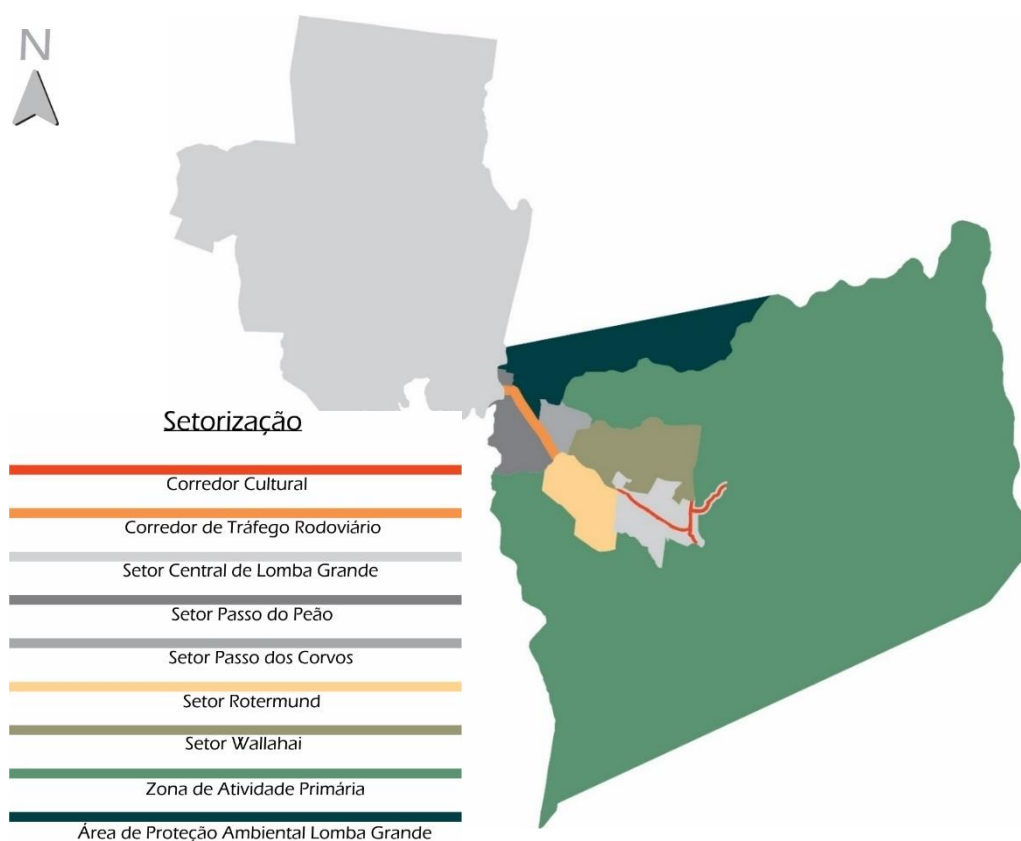 N
Setorização
Corredor Cultural
Corredor de Tráfego Rodoviário
Setor Central de Lomba Grande
Setor Passo do Peão
Setor Passo dos Corvos
Setor Rotermund
Setor Wallahai
Zona de Atividade Primária
Área de Proteção Ambiental Lomba Grande